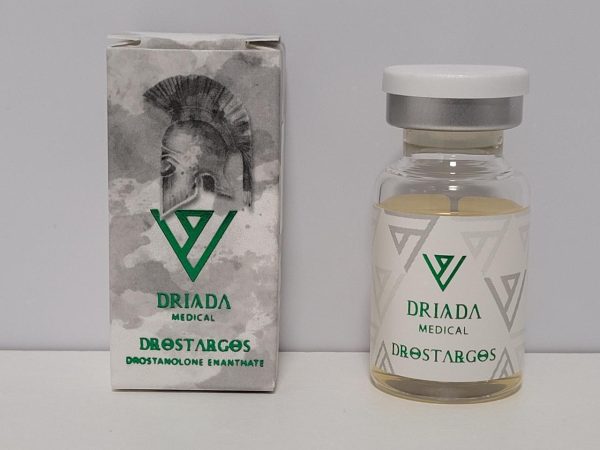 DRIADA
MEDICAL
DROSTARGOS
DROSTANOLONE ENANTHATE
DRIADA
MEDICAL
DROSTARGOS